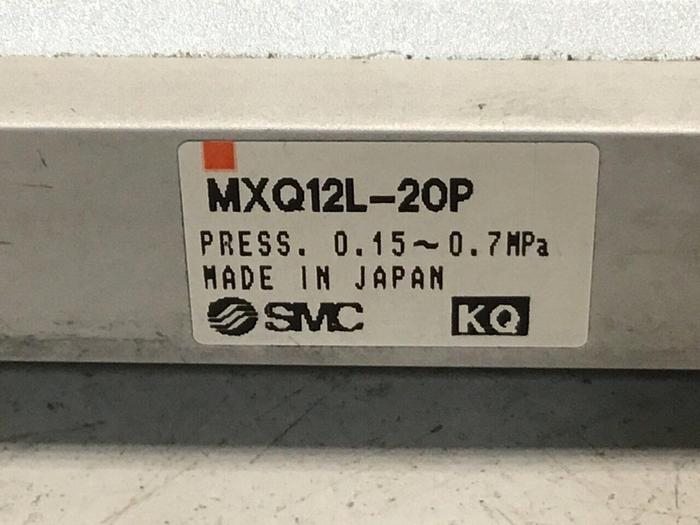 MXQ12L-20P
PRESS. 0.15~0.7MPa
MADE IN JAPAN
SMC KQ